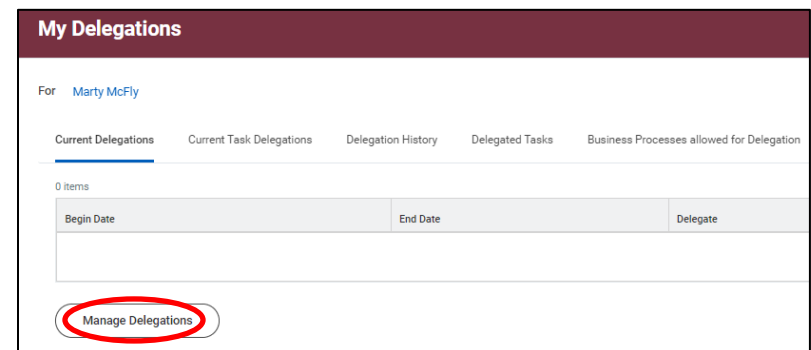 My Delegations
For Marty McFly
Current Delegations Current Task Delegations Delegation History Delegated Tasks Business Processes allowed for Delegation
0 items
Begin Date End Date Delegate
Manage Delegations